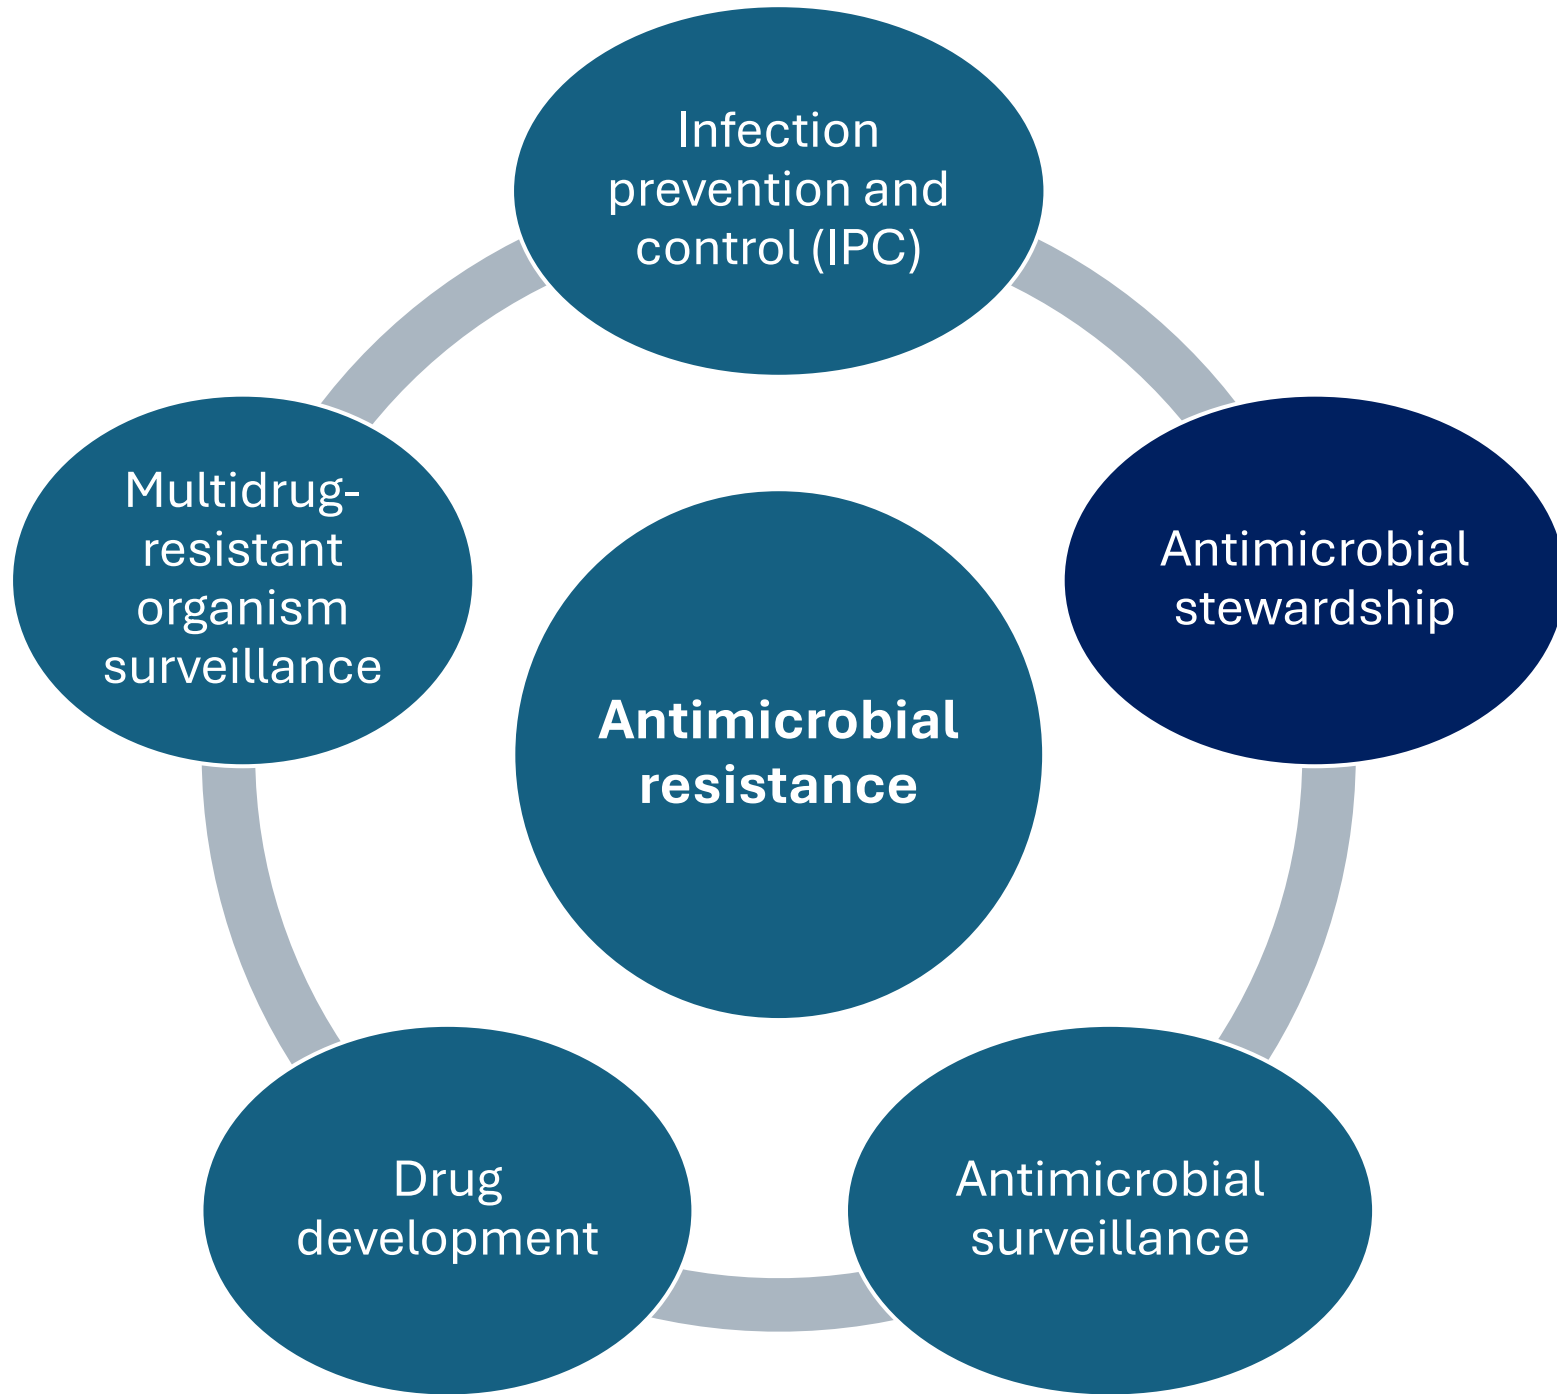 Infection
prevention and
control (IPC)
Antimicrobial
stewardship
Multidrug-
resistant
organism
surveillance
Antimicrobial
resistance
Antimicrobial
surveillance
Drug
development